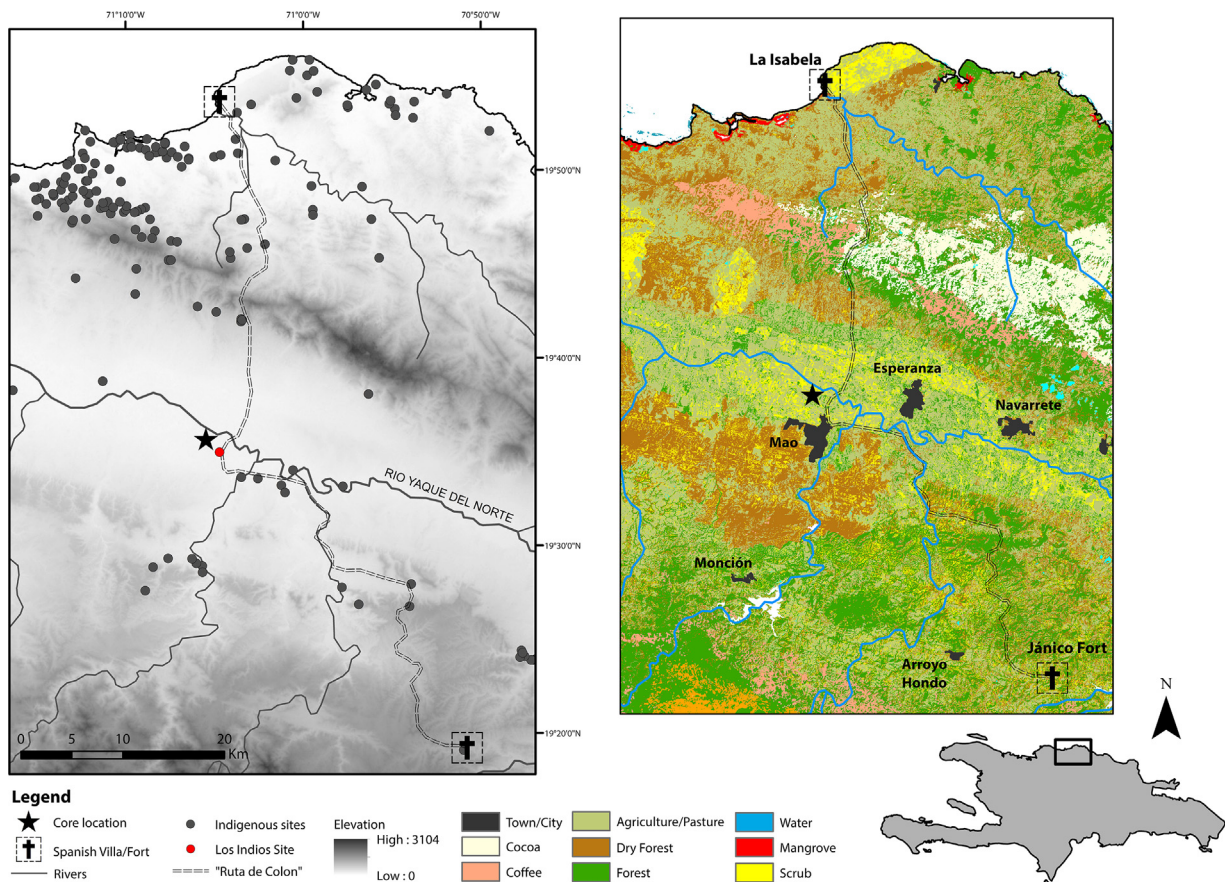 71°10'0"W
71°0'0"W
70°50'0"W
19°50'0"N
19°40'0"N
19°30'0"N
19°20'0"N
RIO YAQUE DEL NORTE
0 5 10 20
Km
La Isabela
Esperanza
Navarrete
Mao
Monción
Arroyo
Hondo
Jánico Fort
N
Legend
Core location
Spanish Villa/Fort
Rivers
Indigenous sites
Los Indios Site
"Ruta de Colon"
Elevation
High : 3104
Low : 0
Town/City
Cocoa
Coffee
Agriculture/Pasture
Dry Forest
Forest
Water
Mangrove
Scrub